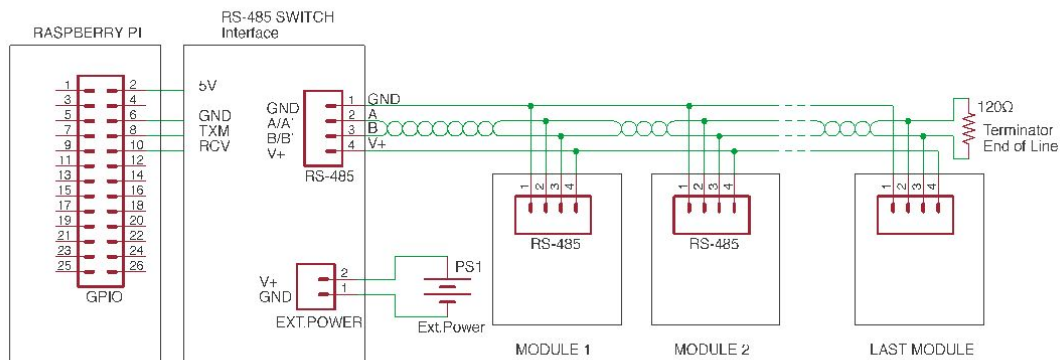 RASPBERRY PI
RS-485 SWITCH
Interface
1 2 5V
3 4
5 6 GND
7 8 TXM
9 10 RCV
11 12
13 14
15 16
17 18
19 20
21 22
23 24
25 26
GPIO
GND 1 GND
A/A' 2 A
B/B' 3 B
V+ 4 V+
RS-485
V+ 2
GND 1
EXT.POWER
PS1
Ext.Power
1 2 3 4
RS-485
MODULE 1
1 2 3 4
RS-485
MODULE 2
1 2 3 4
LAST MODULE
120Ω
Terminator
End of Line